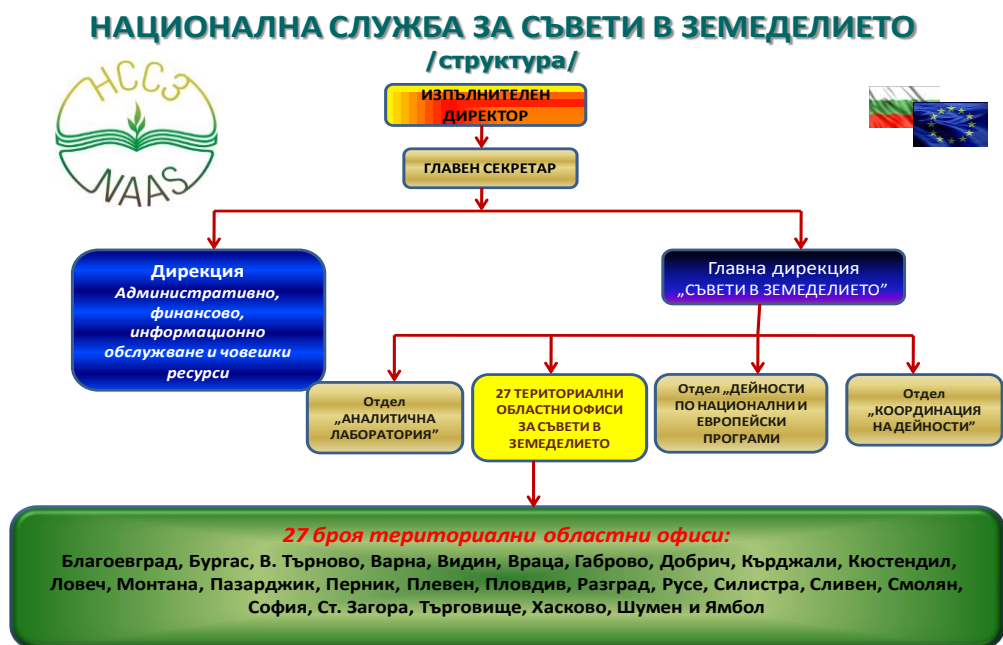 НАЦИОНАЛНА СЛУЖБА ЗА СЪВЕТИ В ЗЕМЕДЕЛИЕТО
/структура/
НССЗ
NAAS
ИЗПЪЛНИТЕЛЕН
ДИРЕКТОР
ГЛАВЕН СЕКРЕТАР
Дирекция
Административно,
финансово,
информационно
обслужване и човешки
ресурси
Главна дирекция
„СЪВЕТИ В ЗЕМЕДЕЛИЕТО”
Отдел
„АНАЛИТИЧНА
ЛАБОРАТОРИЯ”
27 ТЕРИТОРИАЛНИ
ОБЛАСТНИ ОФИСИ
ЗА СЪВЕТИ В
ЗЕМЕДЕЛИЕТО
Отдел „ДЕЙНОСТИ
ПО НАЦИОНАЛНИ И
ЕВРОПЕЙСКИ
ПРОГРАМИ
Отдел
„КООРДИНАЦИЯ
НА ДЕЙНОСТИ”
27 броя териториални областни офиси:
Благоевград, Бургас, В. Търново, Варна, Видин, Враца, Габрово, Добрич, Кърджали, Кюстендил,
Ловеч, Монтана, Пазарджик, Перник, Плевен, Пловдив, Разград, Русе, Силистра, Сливен, Смолян,
София, Ст. Загора, Търговище, Хасково, Шумен и Ямбол